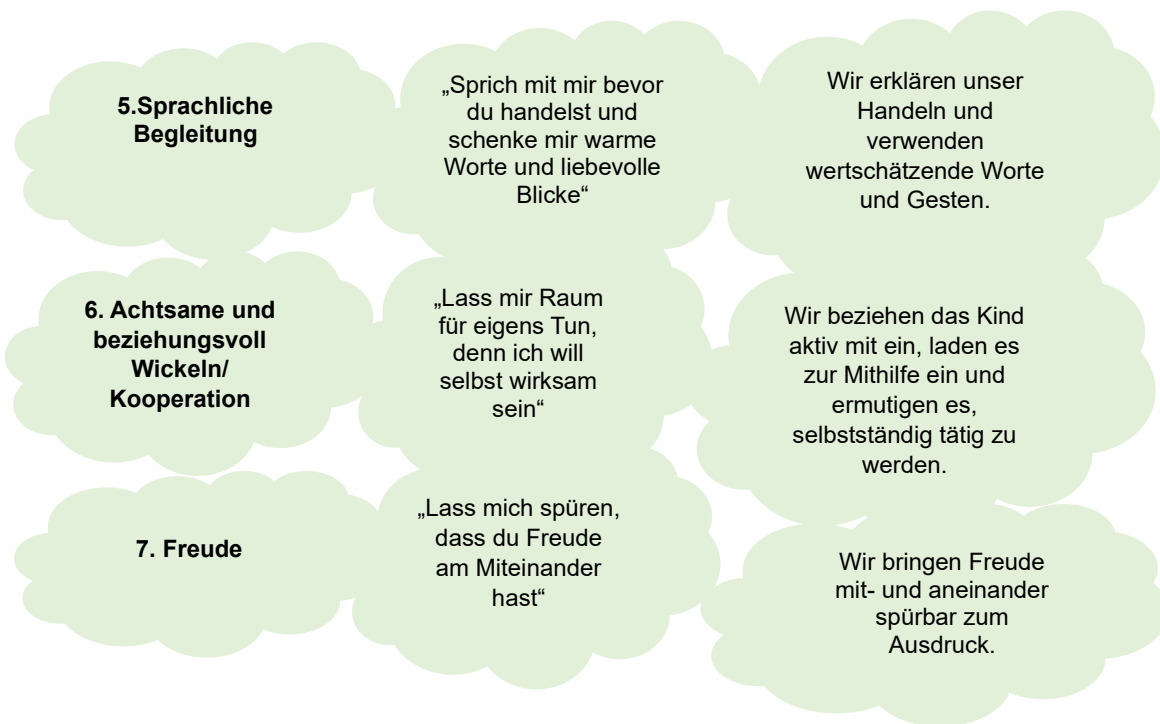 5.Sprachliche
Begleitung
„Sprich mit mir bevor
du handelst und
schenke mir warme
Worte und liebevolle
Blicke“
Wir erklären unser
Handeln und
verwenden
wertschätzende Worte
und Gesten.
6. Achtsame und
beziehungsvoll
Wickeln/
Kooperation
„Lass mir Raum
für eigens Tun,
denn ich will
selbst wirksam
sein“
Wir beziehen das Kind
aktiv mit ein, laden es
zur Mithilfe ein und
ermutigen es,
selbstständig tätig zu
werden.
7. Freude
„Lass mich spüren,
dass du Freude
am Miteinander
hast“
Wir bringen Freude
mit- und aneinander
spürbar zum
Ausdruck.